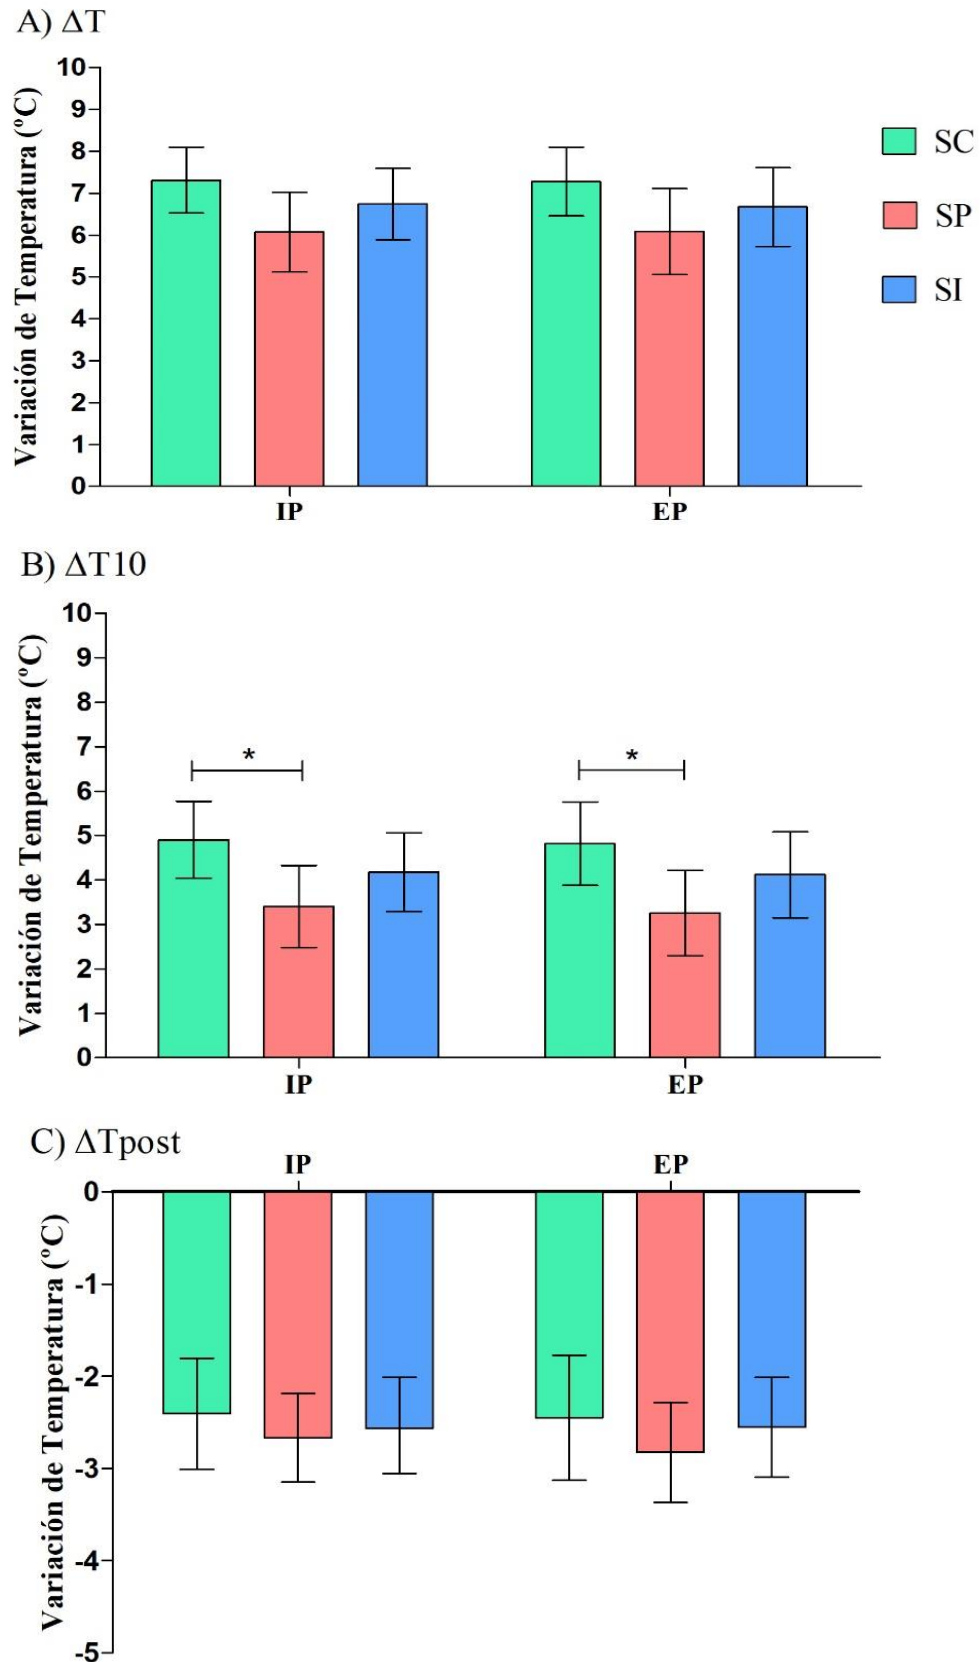 A) ΔT
Variación de Temperatura (ºC)
10
9
8
7
6
5
4
3
2
1
0
IP
EP
SC
SP
SI
B) ΔT10
Variación de Temperatura (ºC)
10
9
8
7
6
5
4
3
2
1
0
*
*
IP
EP
C) ΔTpost
IP
EP
Variación de Temperatura (ºC)
0
-1
-2
-3
-4
-5